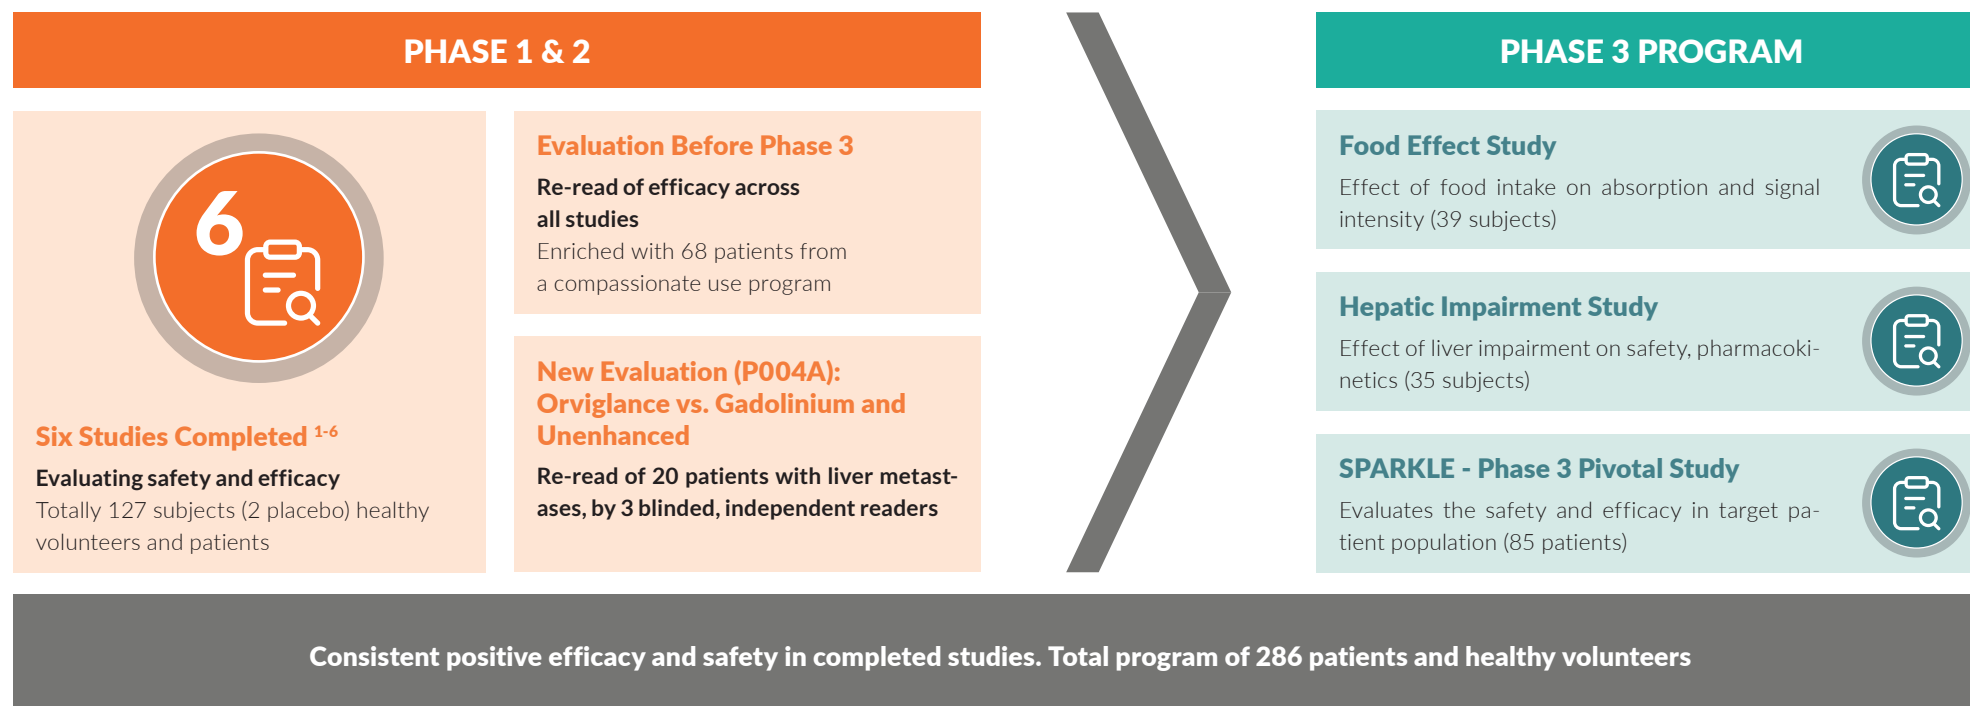 PHASE 1 & 2
6
Six Studies Completed 1-6
Evaluating safety and efficacy
Totally 127 subjects (2 placebo) healthy
volunteers and patients
Evaluation Before Phase 3
Re-read of efficacy across
all studies
Enriched with 68 patients from
a compassionate use program
New Evaluation (P004A):
Orviglance vs. Gadolinium and
Unenhanced
Re-read of 20 patients with liver metast-
ases, by 3 blinded, independent readers
PHASE 3 PROGRAM
Food Effect Study
Effect of food intake on absorption and signal
intensity (39 subjects)
Hepatic Impairment Study
Effect of liver impairment on safety, pharmacoki-
netics (35 subjects)
SPARKLE - Phase 3 Pivotal Study
Evaluates the safety and efficacy in target pa-
tient population (85 patients)
Consistent positive efficacy and safety in completed studies. Total program of 286 patients and healthy volunteers